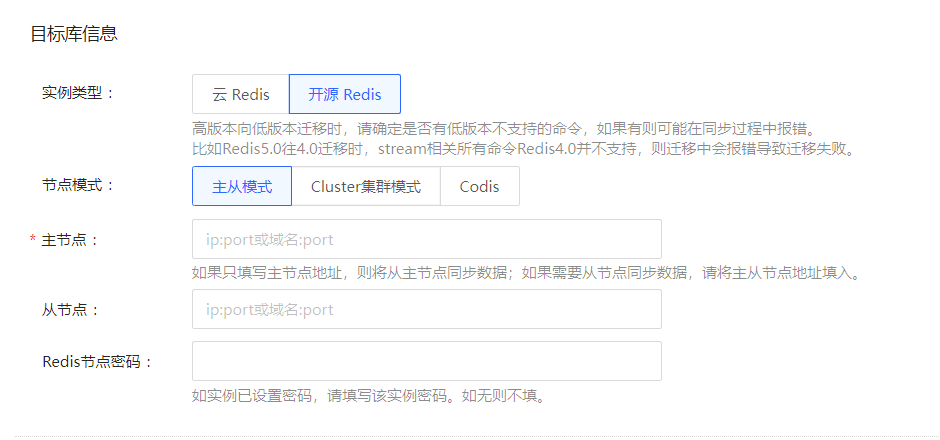 目标库信息
实例类型：
云 Redis
开源 Redis
高版本向低版本迁移时，请确定是否有低版本不支持的命令，如果有则可能在同步过程中报错。
比如Redis5.0往4.0迁移时，stream相关所有命令Redis4.0并不支持，则迁移中会报错导致迁移失败。
节点模式：
主从模式
Cluster集群模式
Codis
* 主节点：
ip:port或域名:port
如果只填写主节点地址，则将从主节点同步数据；如果需要从节点同步数据，请将主从节点地址填入。
从节点：
ip:port或域名:port
Redis节点密码：
如实例已设置密码，请填写该实例密码。如无则不填。